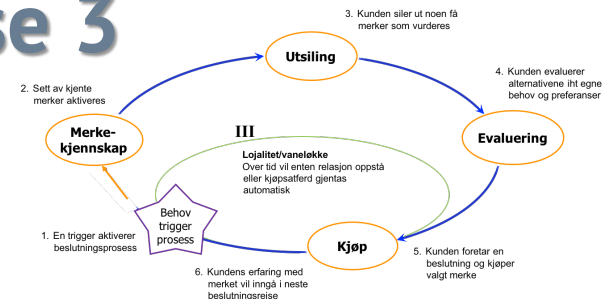 se 3
3. Kunden siler ut noen få
merker som vurderes
Utsiling
4. Kunden evaluerer
alternativene iht egne
behov og preferanser
2. Sett av kjente
merker aktiveres
Merke-
kjennskap
III
Evaluering
Lojalitet/vaneløkke
Over tid vil enten relasjon oppstå
eller kjøpsatferd gjentas
automatisk
Behov
trigger
prosess
1. En trigger aktiverer
beslutningsprosess
Kjøp
5. Kunden foretar en
beslutning og kjøper
valgt merke
6. Kundens erfaring med
merket vil inngå i neste
beslutningsreise